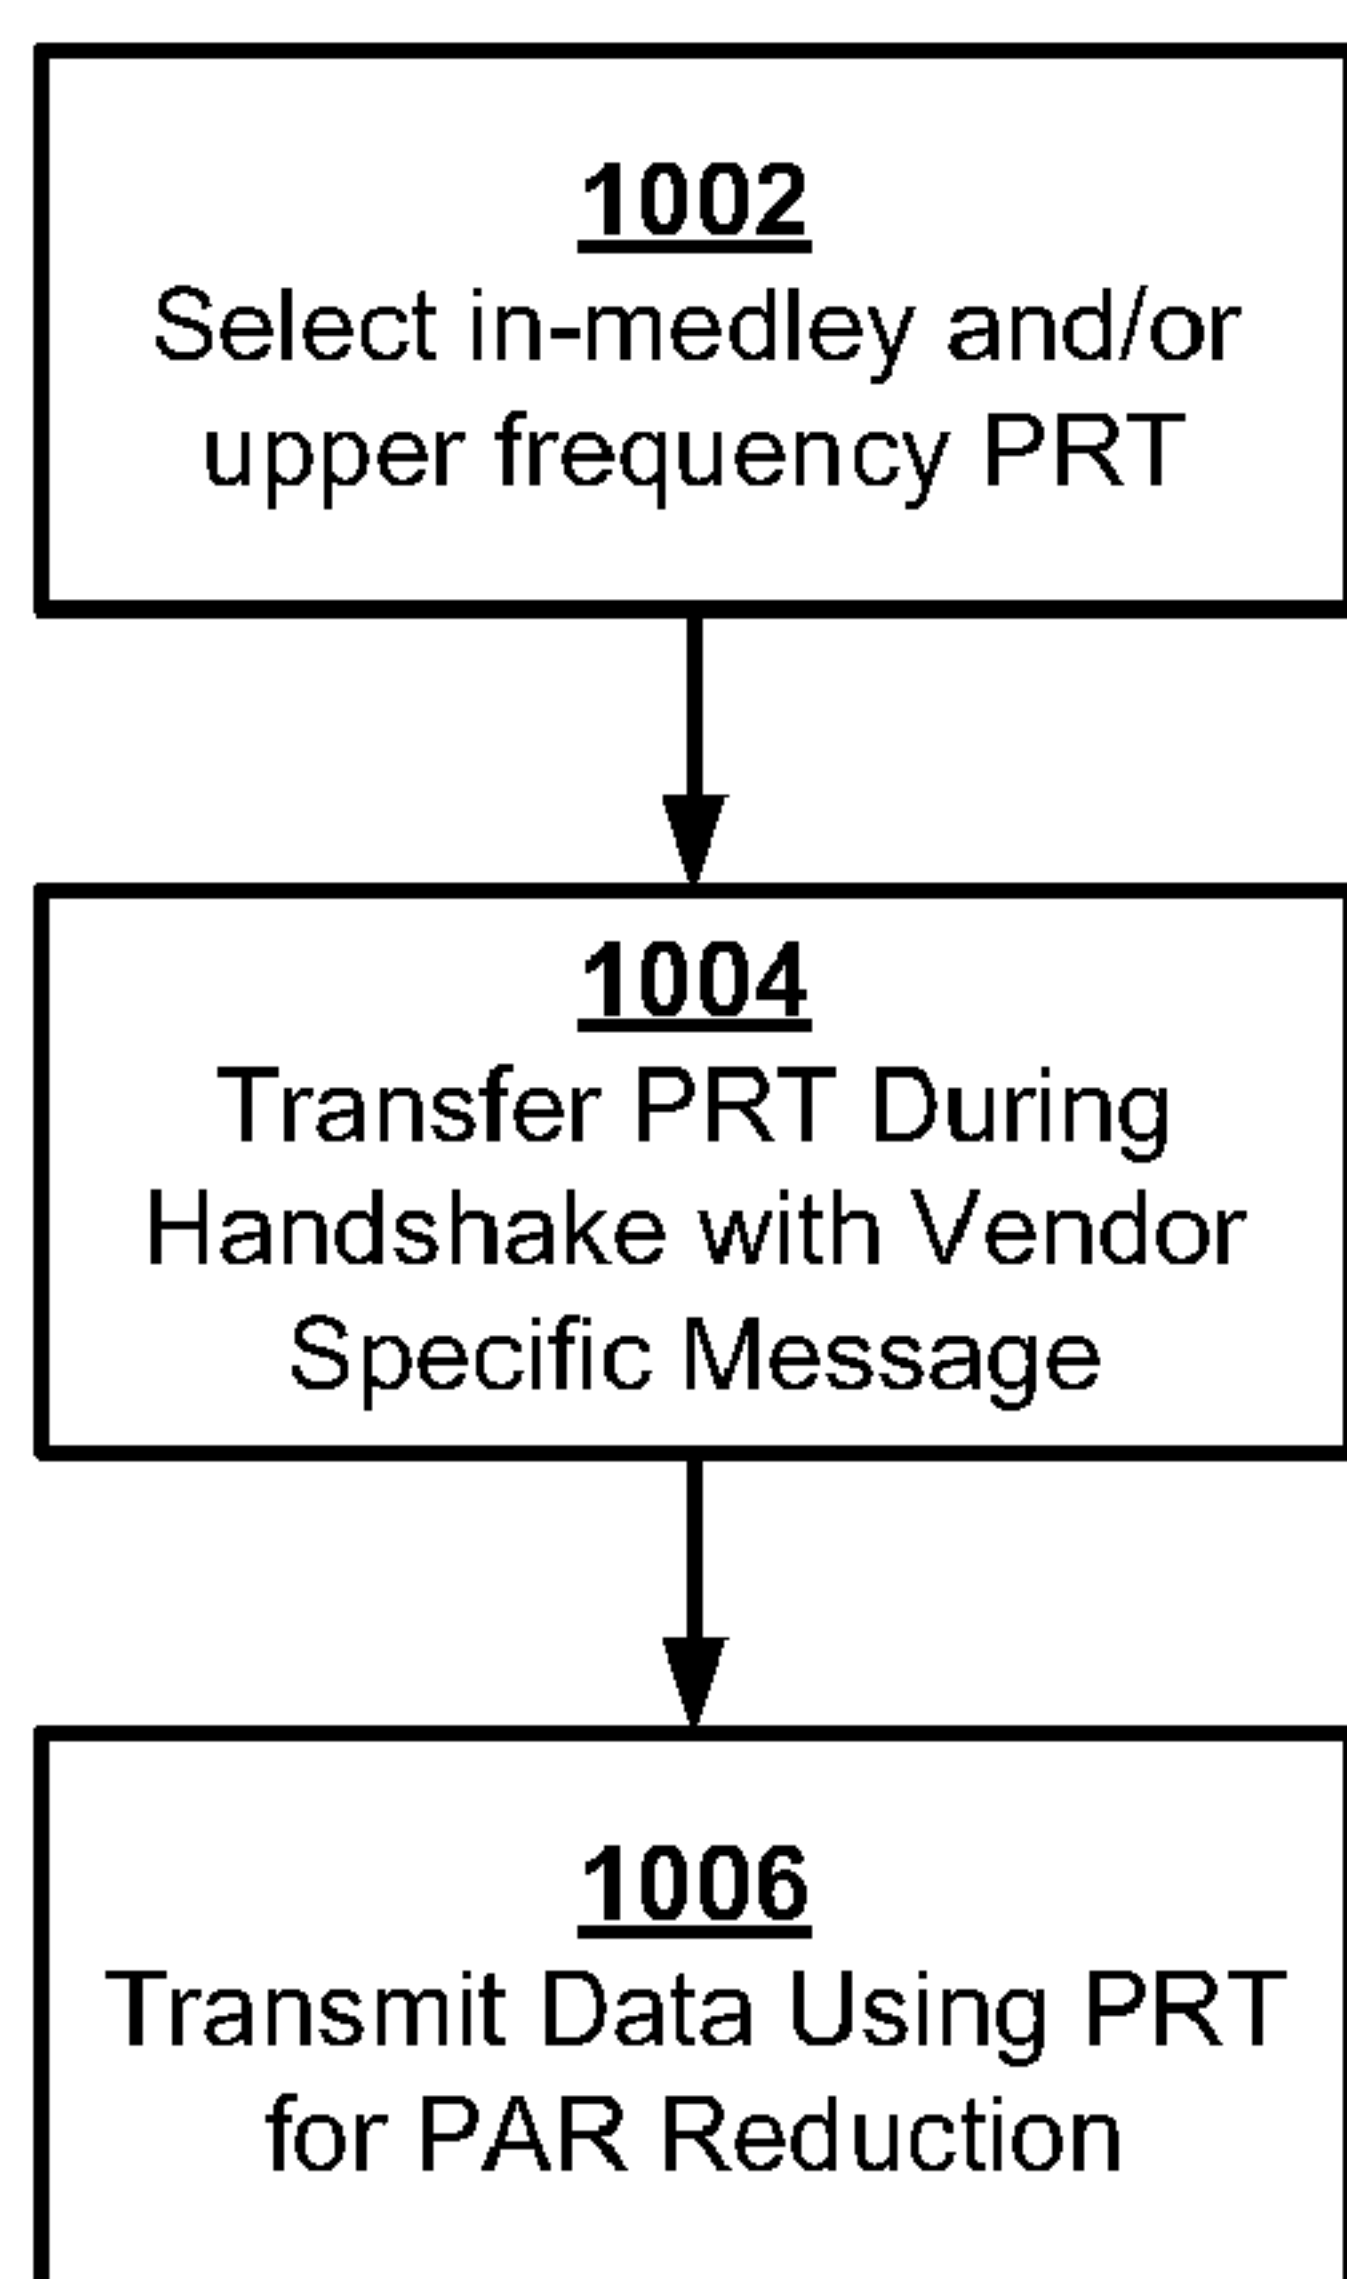 1002
Select in-medley and/or
upper frequency PRT
1004
Transfer PRT During
Handshake with Vendor
Specific Message
1006
Transmit Data Using PRT
for PAR Reduction